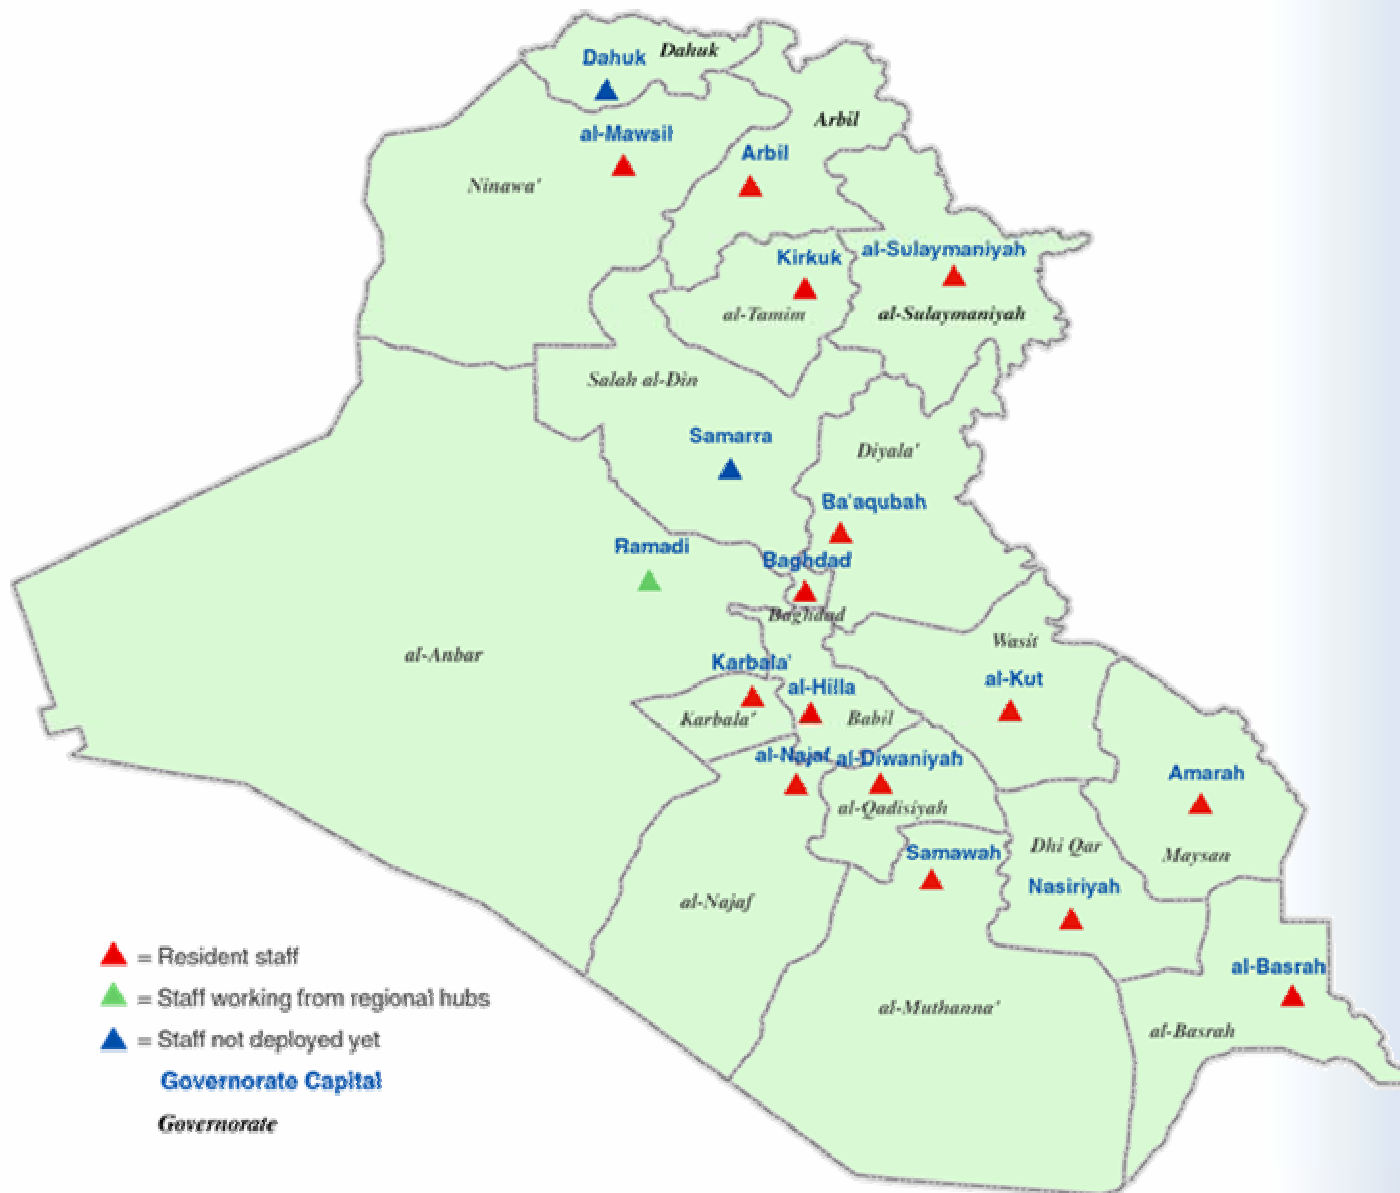 Dahuk
Dahuk
al-Mawsil
Arbil
Arbil
Ninawa'
Kirkuk
al-Sulaymaniyah
al-Tamim
al-Sulaymaniyah
Salah al-Din
Samarra
Diyala'
Ba'aqubah
Ramadi
Baghdad
Baghdad
al-Anbar
Wasit
Karbala'
al-Hilla
al-Kut
Karbala'
Babil
al-Najaf
al-Diwaniyah
Amarah
al-Qadisiyah
Samawah
Dhi Qar
Maysan
Nasiriyah
al-Najaf
al-Basrah
al-Muthanna'
al-Basrah
= Resident staff
= Staff working from regional hubs
= Staff not deployed yet
Governorate Capital
Governorate